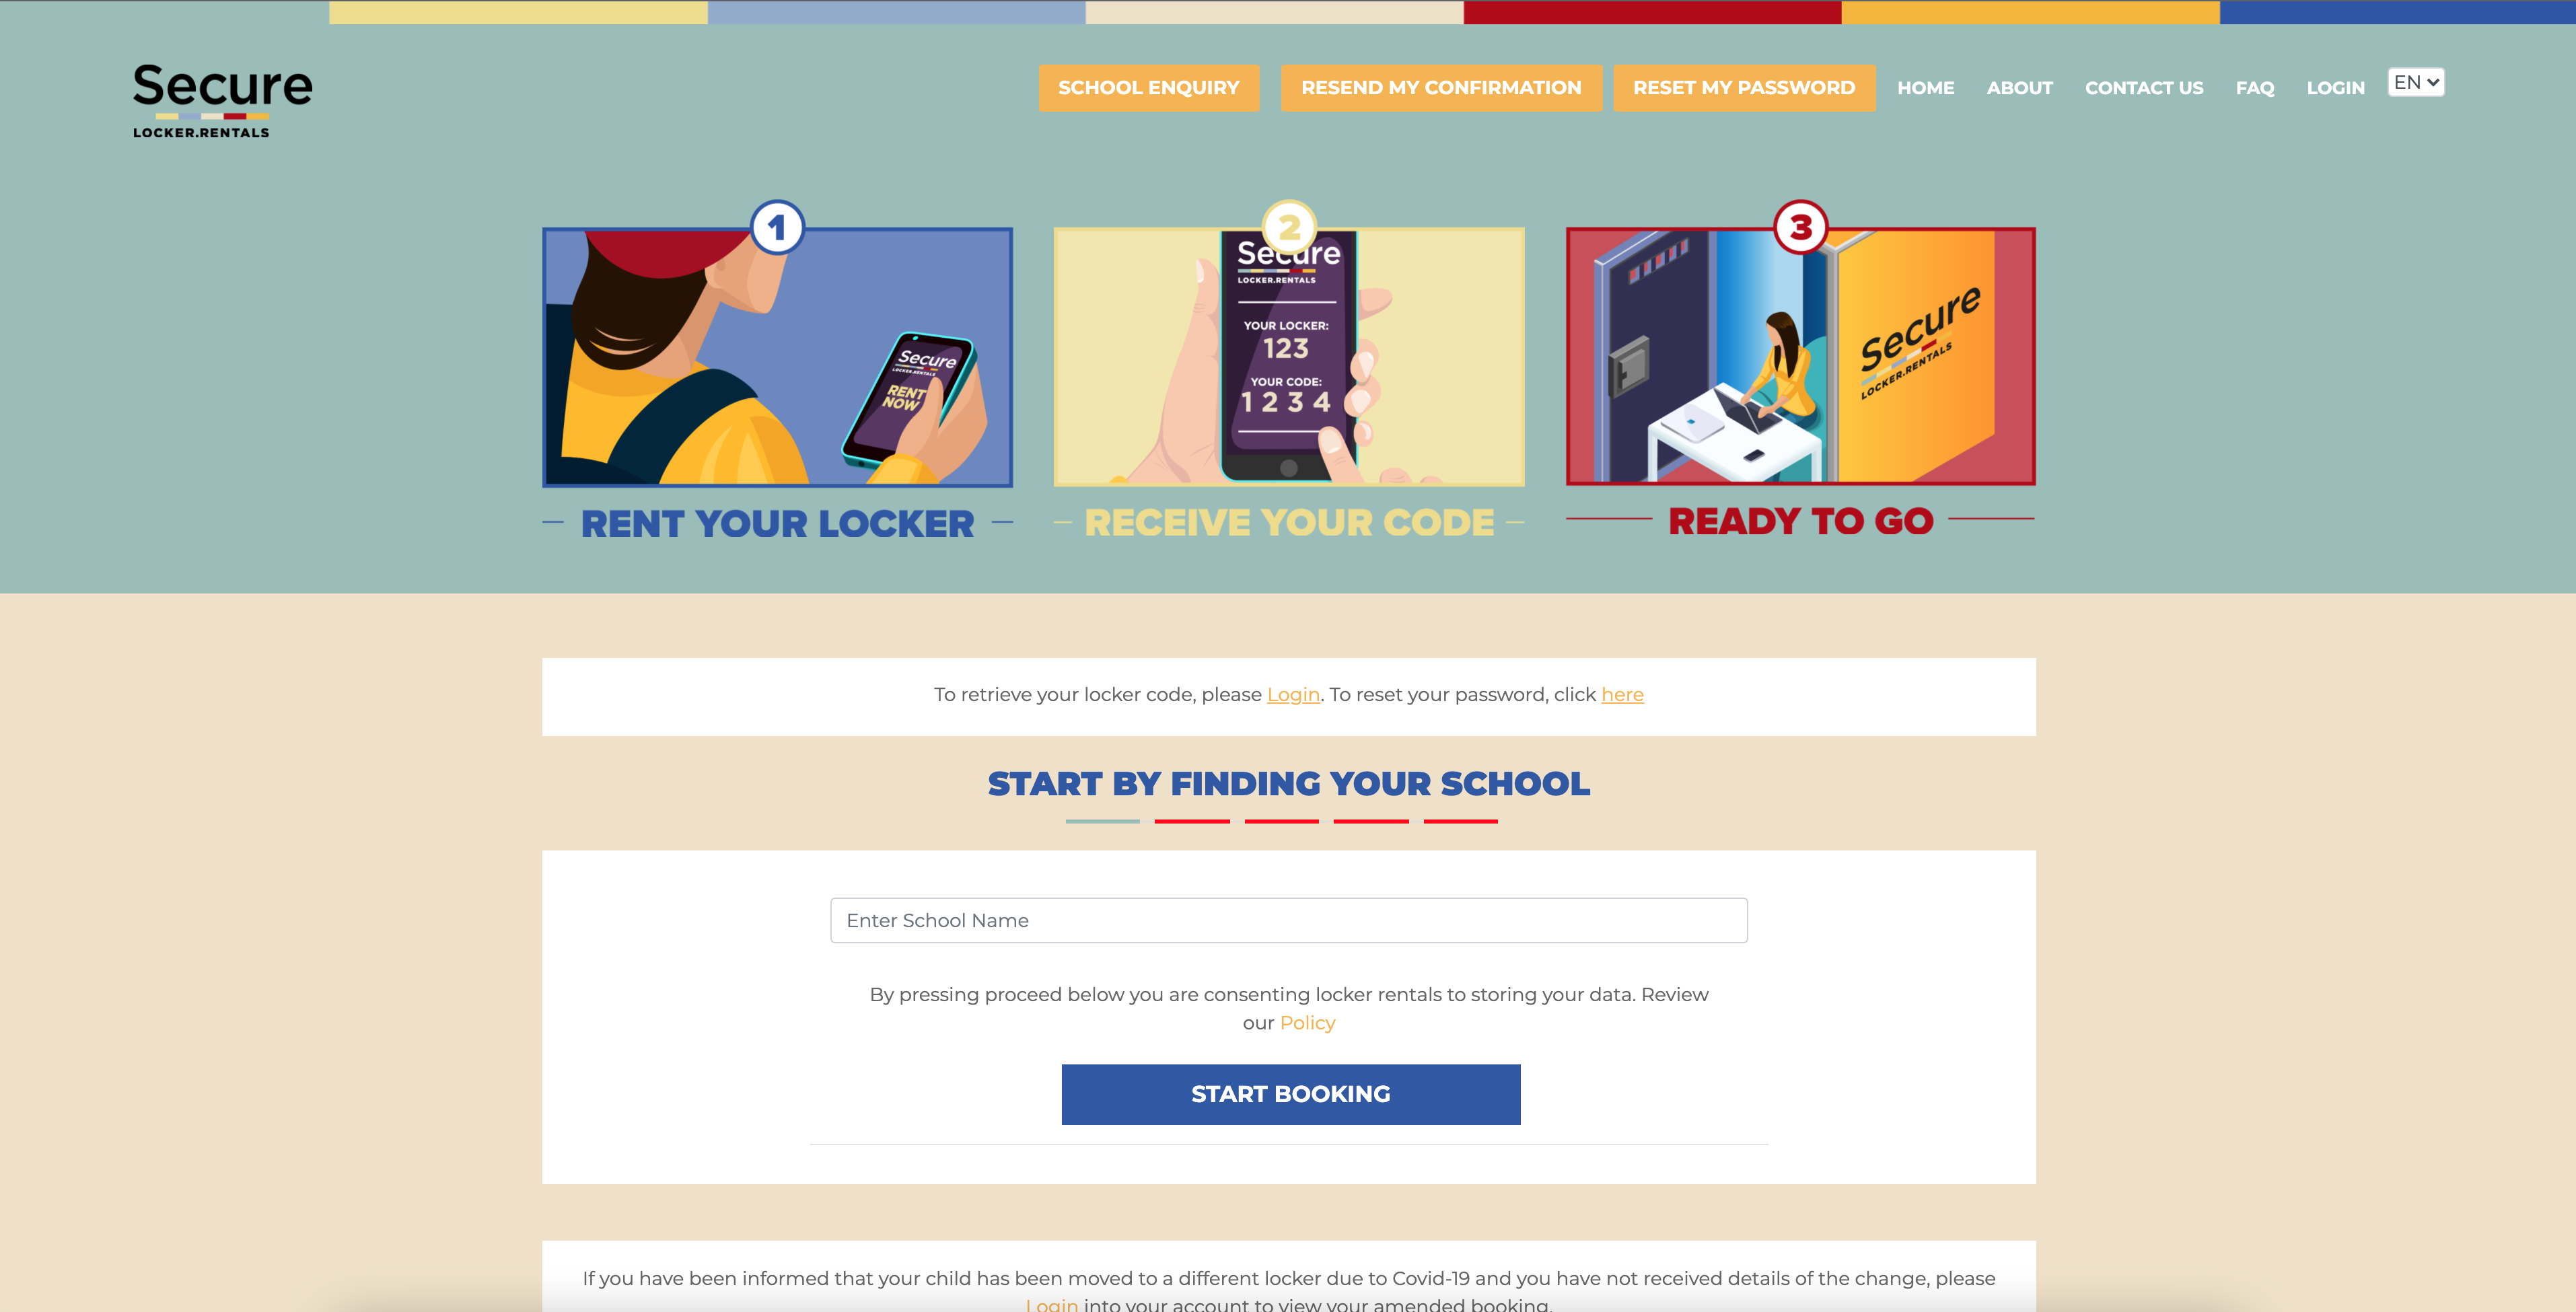 Secure
LOCKER.RENTALS
SCHOOL ENQUIRY
RESEND MY CONFIRMATION
RESET MY PASSWORD
HOME
ABOUT
CONTACT US
FAQ
LOGIN
EN
1
Secure
LOCKER.RENTALS
RENT
NOW
RENT YOUR LOCKER
2
Secure
LOCKER.RENTALS
YOUR LOCKER:
123
YOUR CODE:
1 2 3 4
RECEIVE YOUR CODE
3
Secure
LOCKER.RENTALS
READY TO GO
To retrieve your locker code, please Login. To reset your password, click here
START BY FINDING YOUR SCHOOL
Enter School Name
By pressing proceed below you are consenting locker rentals to storing your data. Review
our Policy
START BOOKING
If you have been informed that your child has been moved to a different locker due to Covid-19 and you have not received details of the change, please
Login into your account to view your amended booking.